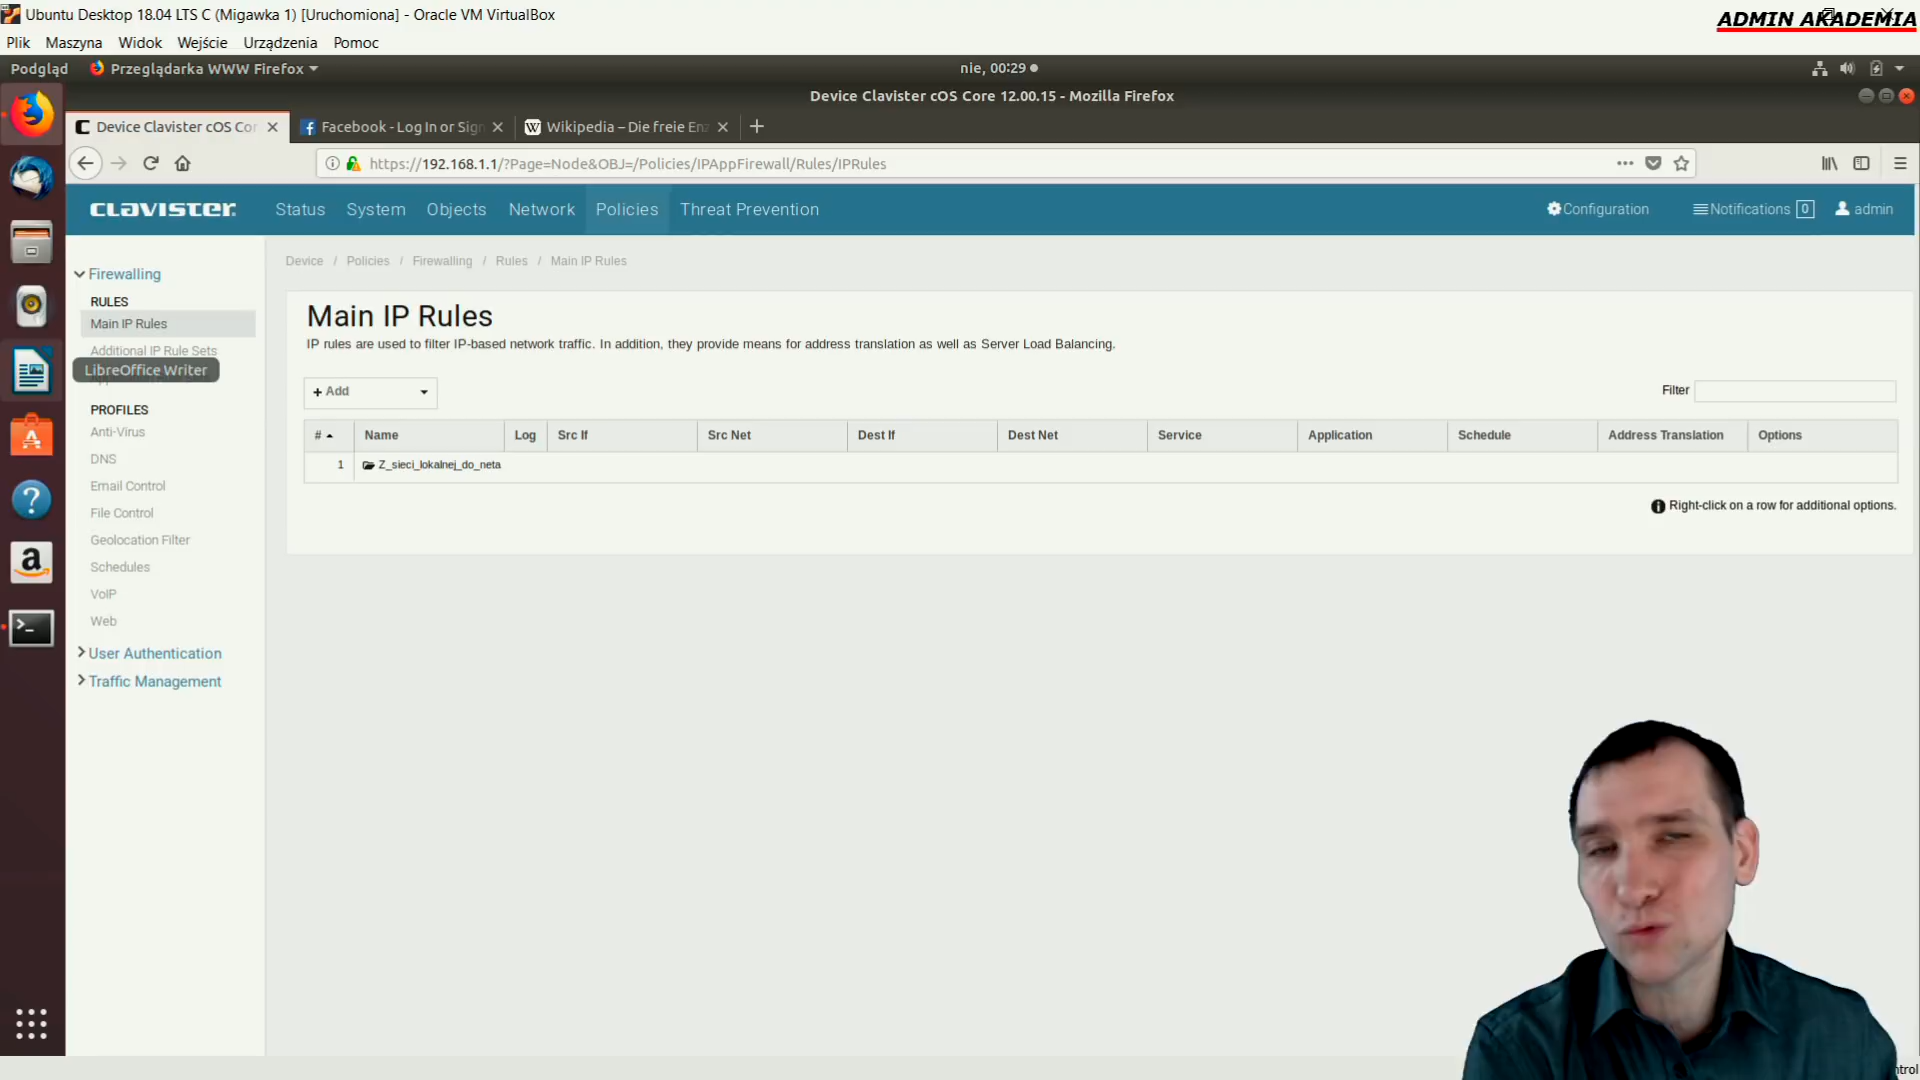 Ubuntu Desktop 18.04 LTS C (Migawka 1) [Uruchomiona] - Oracle VM VirtualBox
ADMIN AKADEMIA
Plik Maszyna Widok Wejście Urządzenia Pomoc
Podgląd Przeglądarka WWW Firefox nie, 00:29
Device Clavister cOS Core 12.00.15 - Mozilla Firefox
Device Clavister cOS Cor Facebook - Log In or Sign Wikipedia – Die freie Enz
https://192.168.1.1/?Page=Node&OBJ=/Policies/IPAppFirewall/Rules/IPRules
CLAVISTER Status System Objects Network Policies Threat Prevention Configuration Notifications 0 admin
Device / Policies / Firewalling / Rules / Main IP Rules
Firewalling
RULES
Main IP Rules
Additional IP Rule Sets
LibreOffice Writer
PROFILES
Anti-Virus
DNS
Email Control
File Control
Geolocation Filter
Schedules
VoIP
Web
User Authentication
Traffic Management
Main IP Rules
IP rules are used to filter IP-based network traffic. In addition, they provide means for address translation as well as Server Load Balancing.
+ Add Filter
# Name Log Src If Src Net Dest If Dest Net Service Application Schedule Address Translation Options
1 Z_sieci_lokalnej_do_neta
Right-click on a row for additional options.